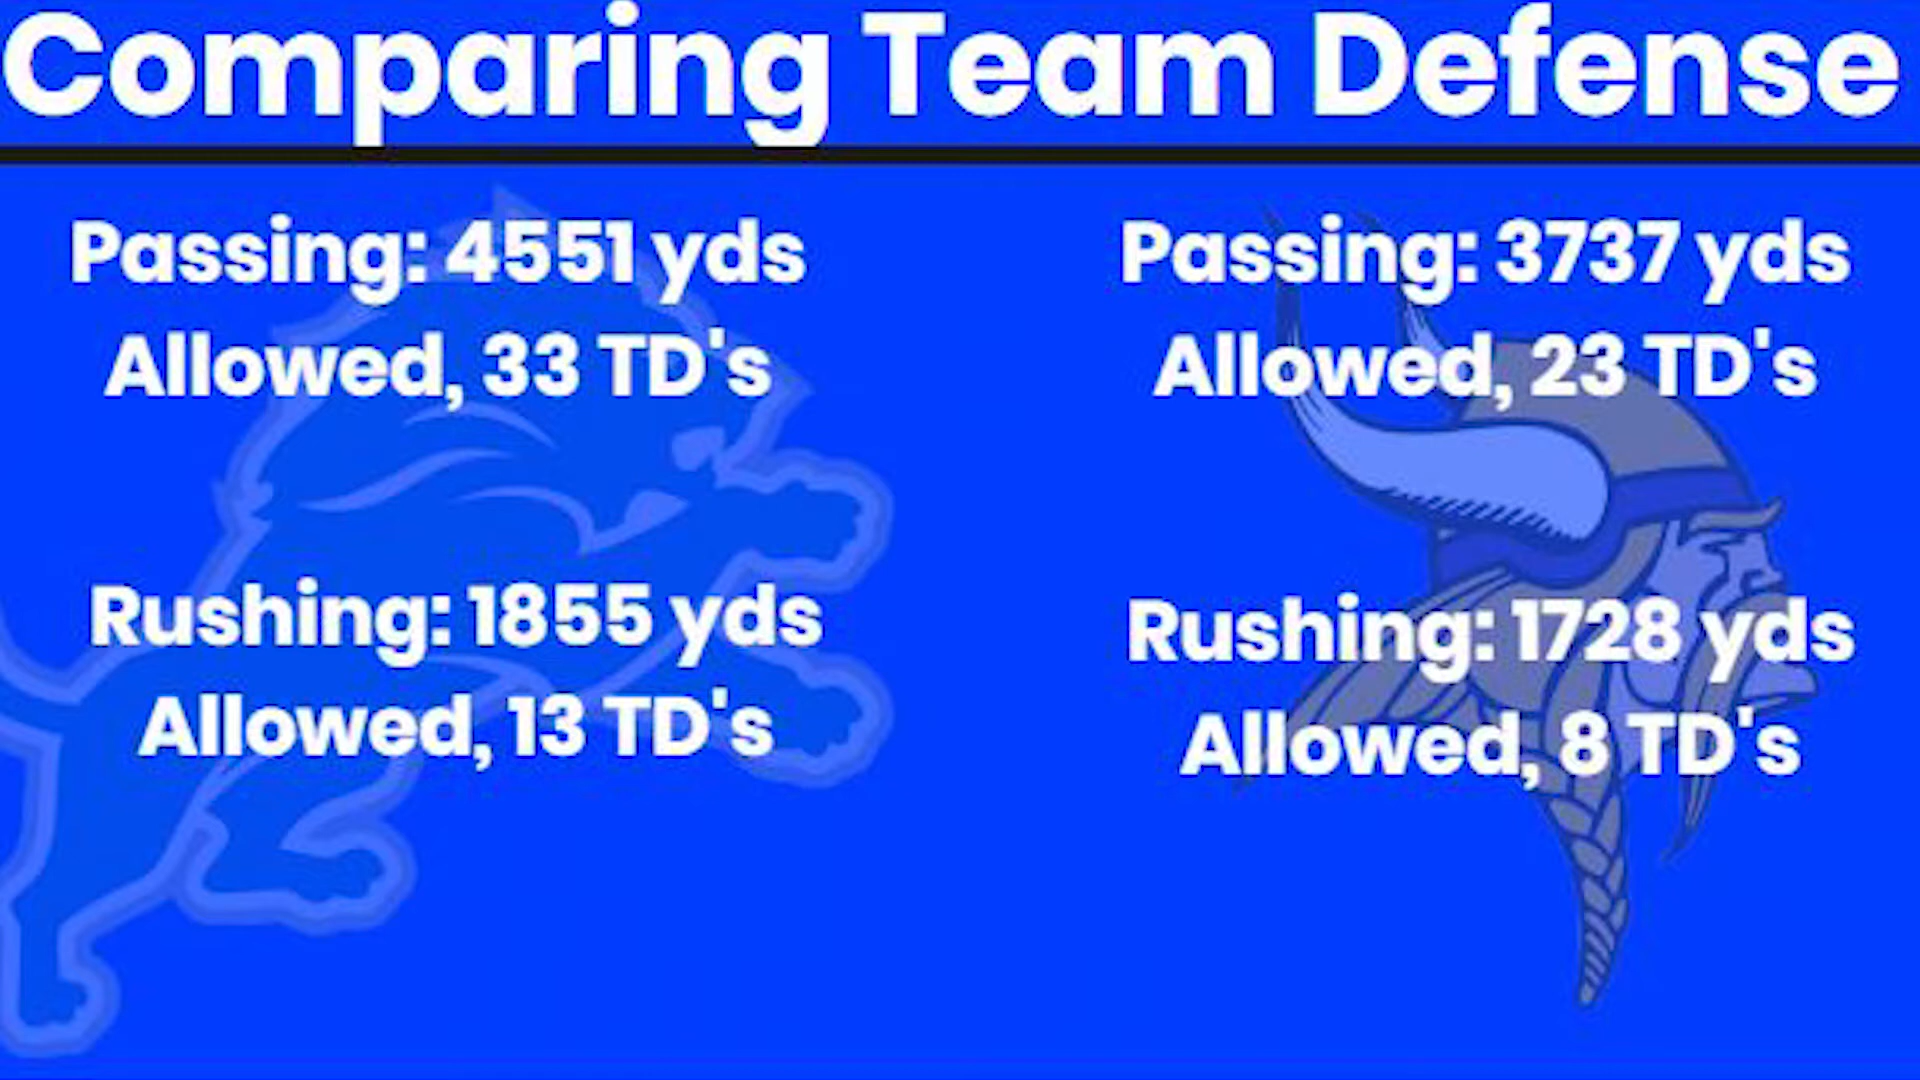 Comparing Team Defense
Passing: 4551 yds
Allowed, 33 TD's
Passing: 3737 yds
Allowed, 23 TD's
Rushing: 1855 yds
Allowed, 13 TD's
Rushing: 1728 yds
Allowed, 8 TD's